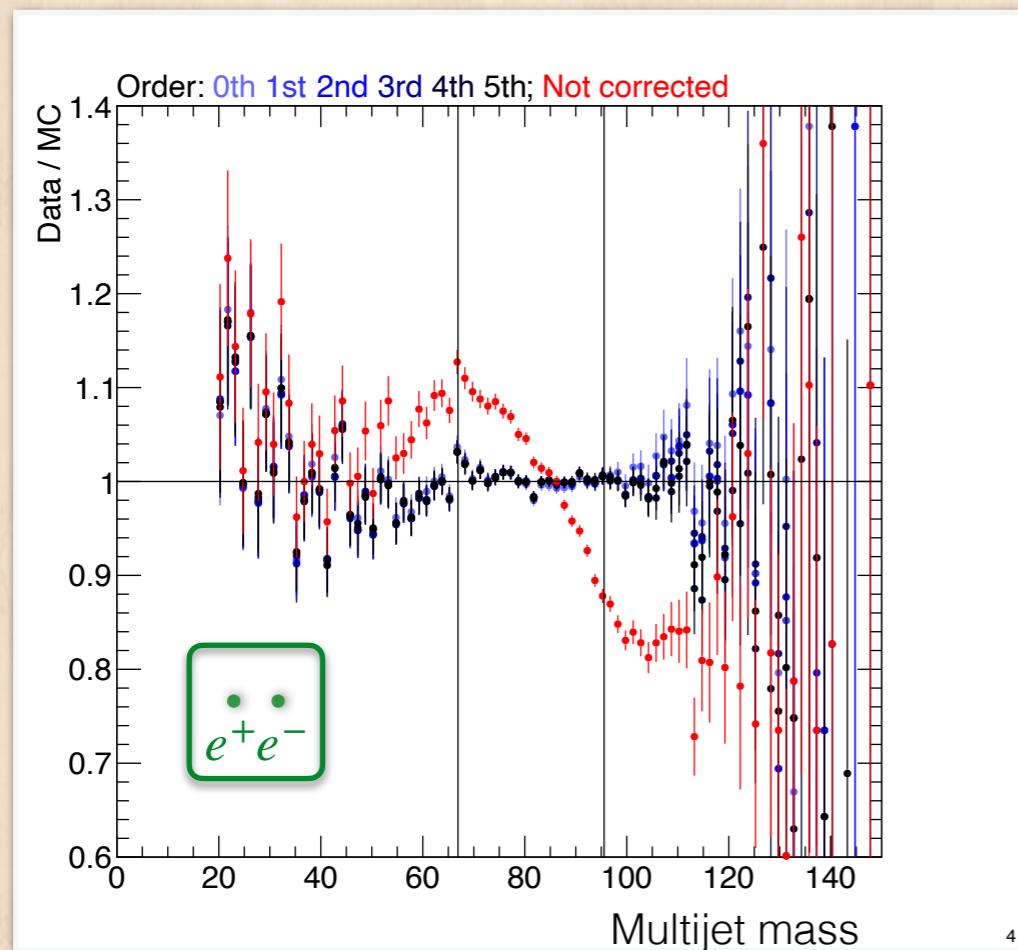 Order: 0th 1st 2nd 3rd 4th 5th; Not corrected
Data / MC
1.4
1.3
1.2
1.1
1
0.9
0.8
0.7
0.6
e⁺e⁻
0 20 40 60 80 100 120 140
Multijet mass
4